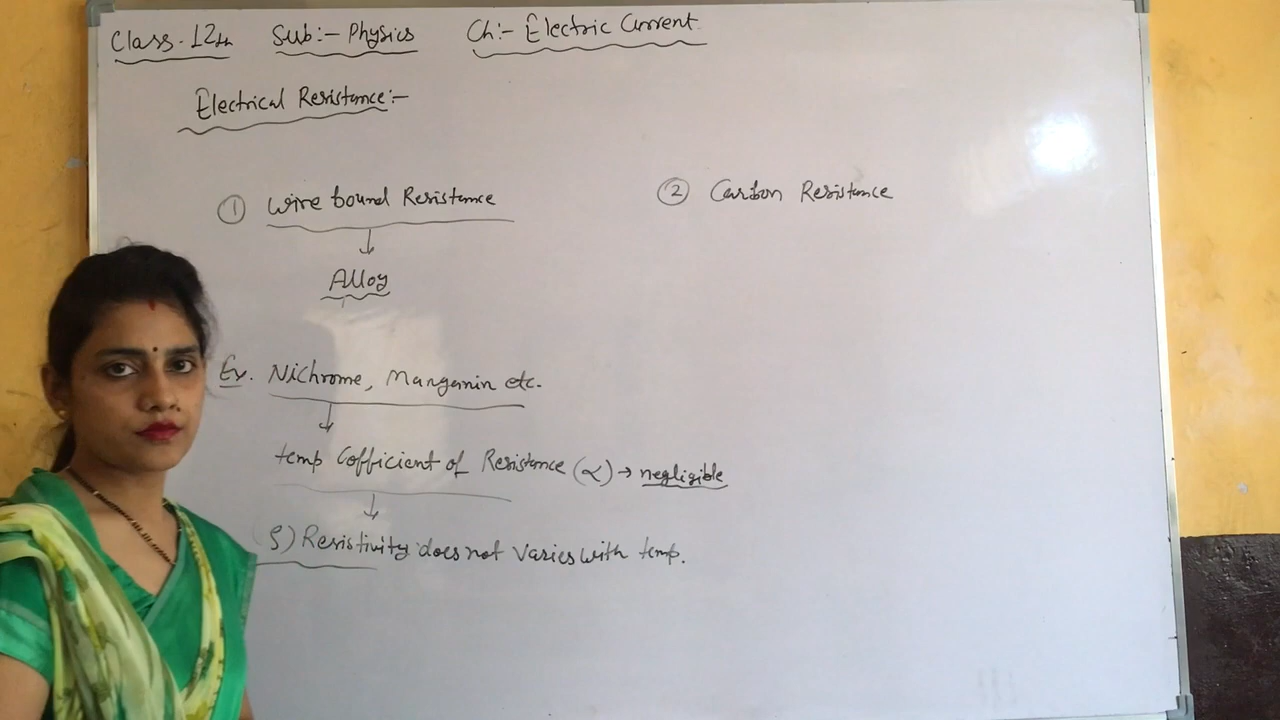 Class. 12th Sub:- Physics Ch:- Electric Current
Electrical Resistance:-
① Wire bound Resistance
② Carbon Resistance
Alloy
Ex. Nichrome, Manganin etc.
temp Cofficient of Resistance (α) → negligible
ρ) Resistivity does not varies with temp.